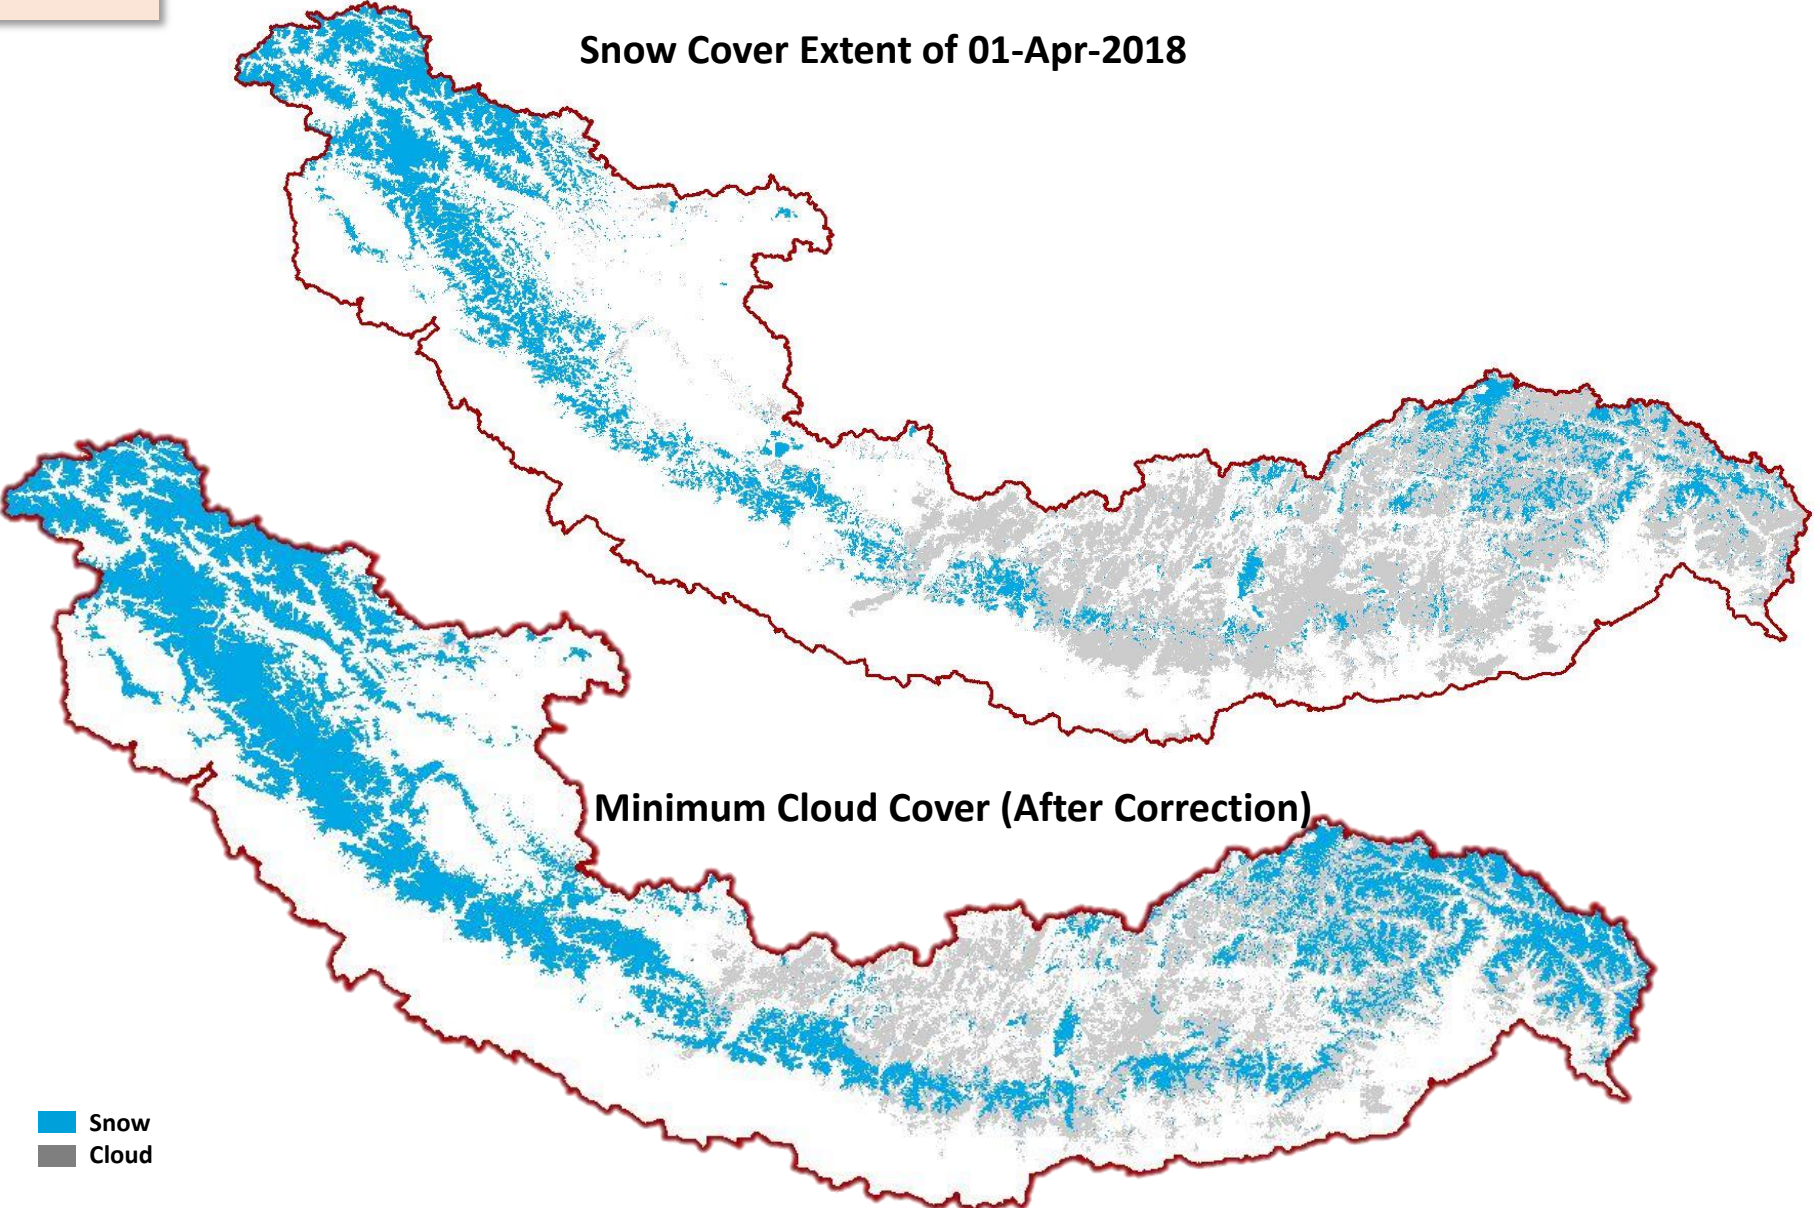 Snow Cover Extent of 01-Apr-2018
Minimum Cloud Cover (After Correction)
Snow
Cloud